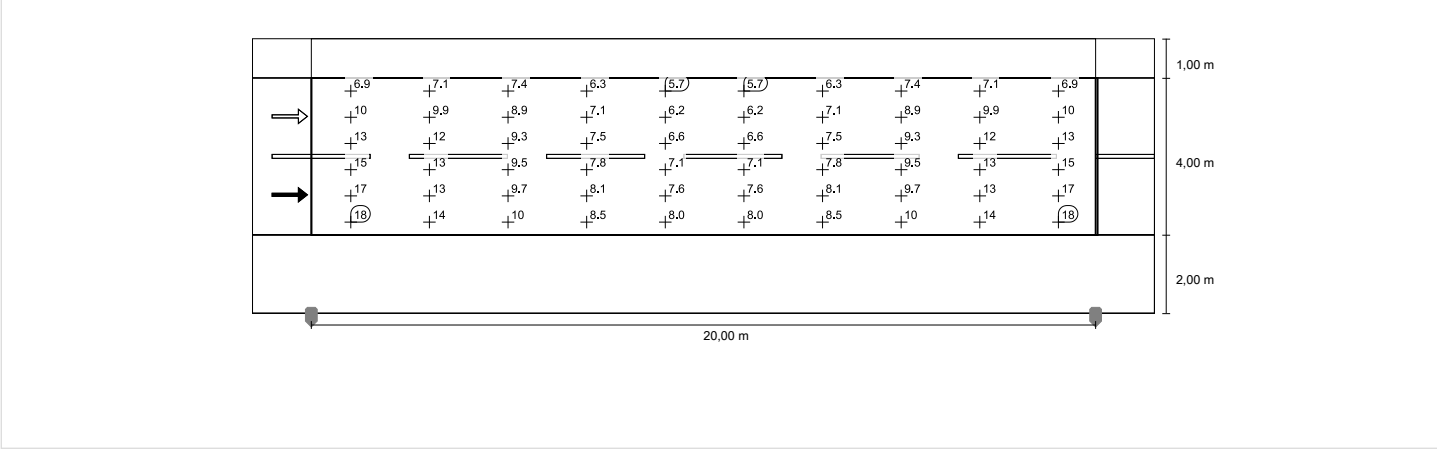 1,00 m
6.9 7.1 7.4 6.3 5.7 5.7 6.3 7.4 7.1 6.9
10 9.9 8.9 7.1 6.2 6.2 7.1 8.9 9.9 10
13 12 9.3 7.5 6.6 6.6 7.5 9.3 12 13
4,00 m
15 13 9.5 7.8 7.1 7.1 7.8 9.5 13 15
17 13 9.7 8.1 7.6 7.6 8.1 9.7 13 17
18 14 10 8.5 8.0 8.0 8.5 10 14 18
2,00 m
20,00 m